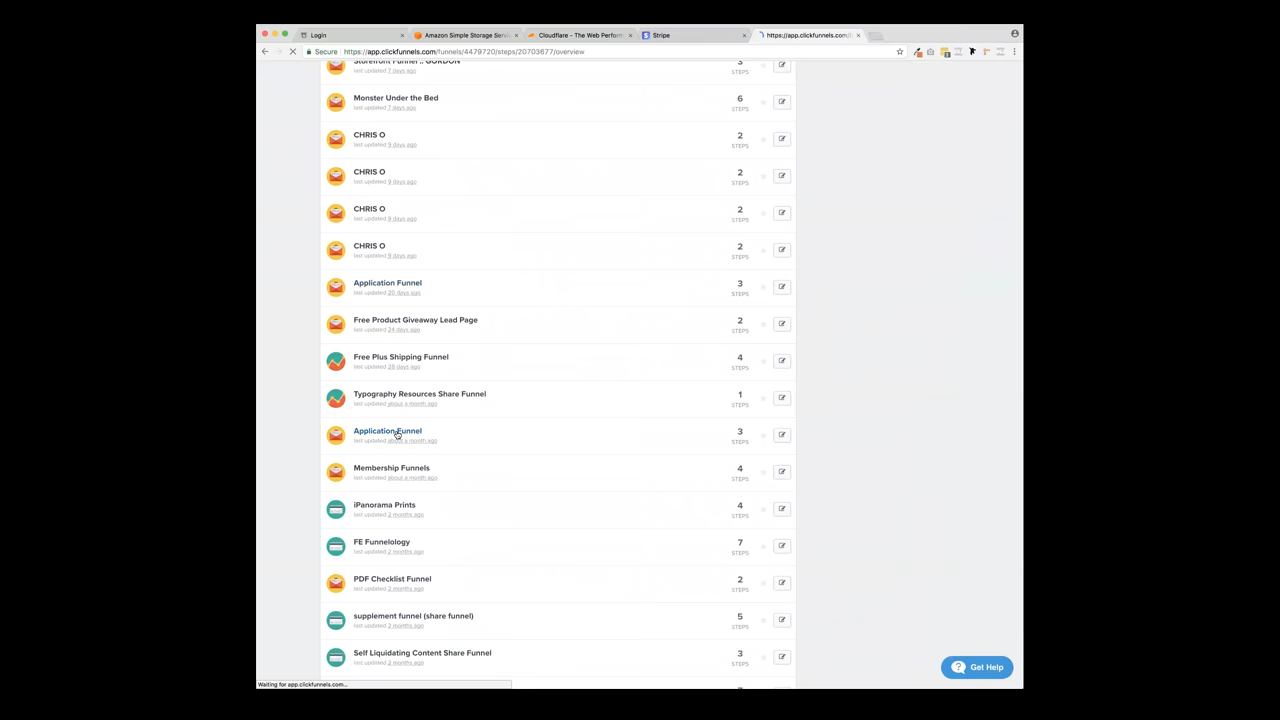 Login
Amazon Simple Storage Serv
Cloudflare - The Web Perform
Stripe
https://app.clickfunnels.com/f
Secure
https://app.clickfunnels.com/funnels/4479720/steps/20703677/overview
Storefront Funnel :: GORDON
3
last updated 7 days ago
STEPS
Monster Under the Bed
6
last updated 7 days ago
STEPS
CHRIS O
2
last updated 9 days ago
STEPS
CHRIS O
2
last updated 9 days ago
STEPS
CHRIS O
2
last updated 9 days ago
STEPS
CHRIS O
2
last updated 9 days ago
STEPS
Application Funnel
3
last updated 20 days ago
STEPS
Free Product Giveaway Lead Page
2
last updated 24 days ago
STEPS
Free Plus Shipping Funnel
4
last updated 28 days ago
STEPS
Typography Resources Share Funnel
1
last updated about a month ago
STEPS
Application Funnel
3
last updated about a month ago
STEPS
Membership Funnels
4
last updated about a month ago
STEPS
iPanorama Prints
4
last updated 2 months ago
STEPS
FE Funnelology
7
last updated 2 months ago
STEPS
PDF Checklist Funnel
2
last updated 2 months ago
STEPS
supplement funnel (share funnel)
5
last updated 2 months ago
STEPS
Self Liquidating Content Share Funnel
3
last updated 2 months ago
STEPS
Get Help
Waiting for app.clickfunnels.com...